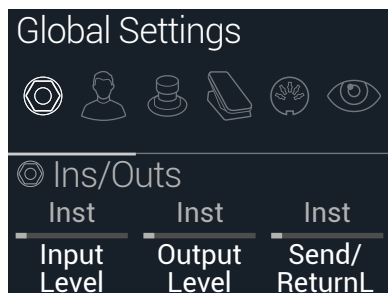 Global Settings
Ins/Outs
Inst Inst Inst
Input Output Send/
Level Level ReturnL